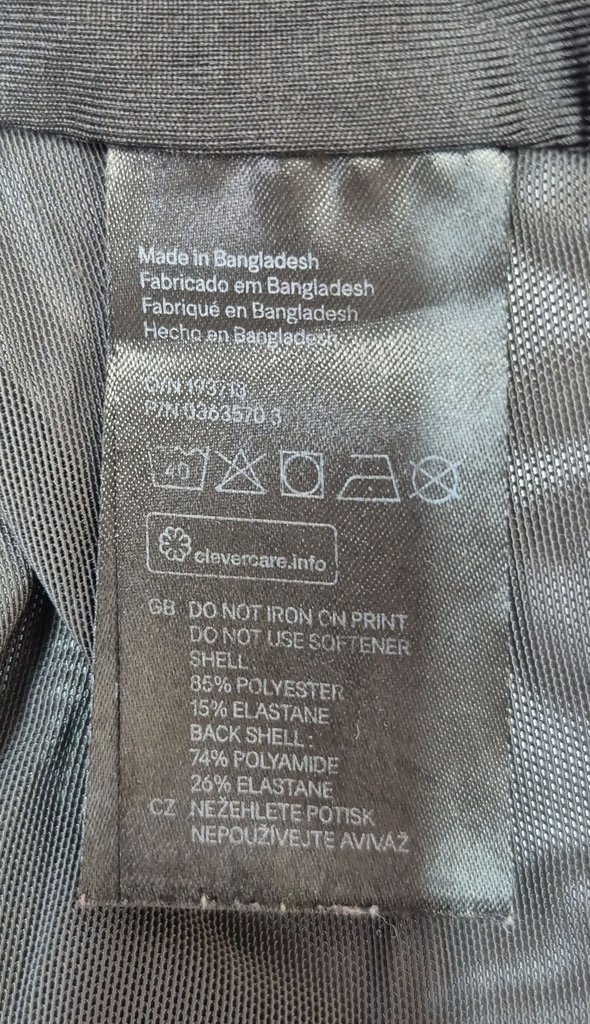 Made in Bangladesh
Fabricado em Bangladesh
Fabriqué en Bangladesh
Hecho en Bangladesh
40
clevercare.info
GB DO NOT IRON ON PRINT
DO NOT USE SOFTENER
SHELL:
85% POLYESTER
15% ELASTANE
BACK SHELL:
74% POLYAMIDE
26% ELASTANE
CZ NEŽEHLETE POTISK
NEPOUŽÍVEJTE AVIVÁŽ